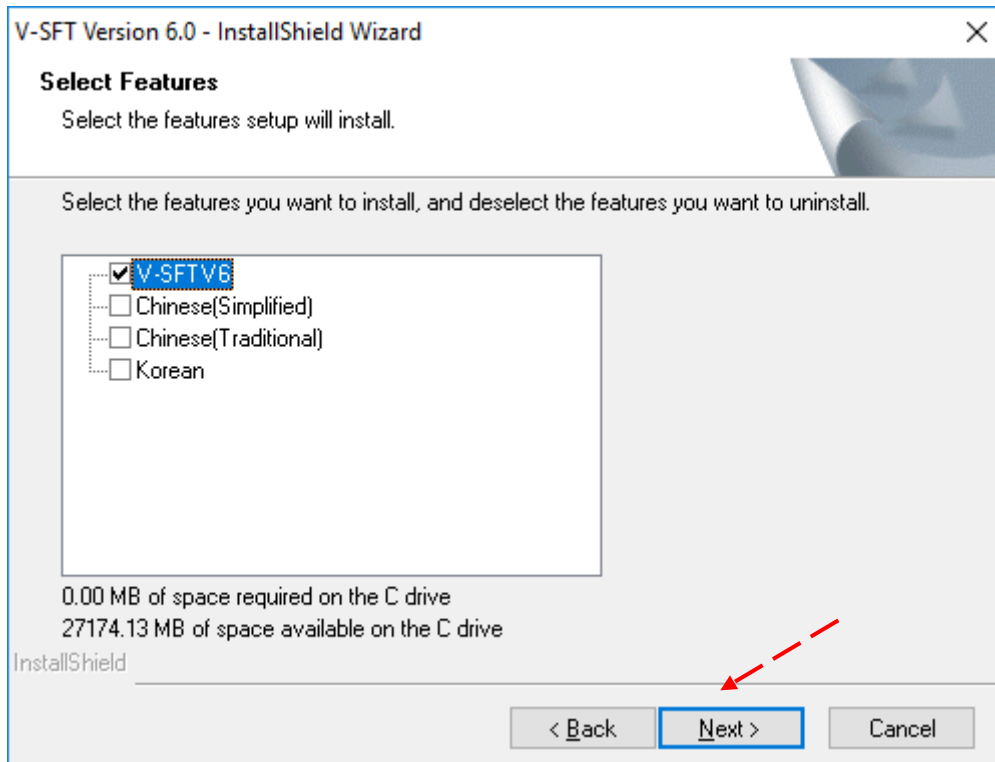 V-SFT Version 6.0 - InstallShield Wizard
Select Features
Select the features setup will install.
Select the features you want to install, and deselect the features you want to uninstall.
V-SFTV6
Chinese(Simplified)
Chinese(Traditional)
Korean
0.00 MB of space required on the C drive
27174.13 MB of space available on the C drive
InstallShield
< Back Next > Cancel